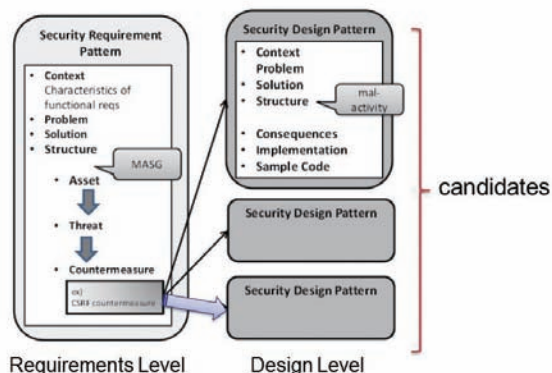 Security Requirement
Pattern
• Context
Characteristics of
functional reqs
• Problem
• Solution
• Structure
MASG
• Asset
• Threat
• Countermeasure
ex)
CSRF countermeasure
Requirements Level
Security Design Pattern
• Context
Problem
• Solution
• Structure
mal-
activity
• Consequences
• Implementation
• Sample Code
Security Design Pattern
Security Design Pattern
Design Level
candidates